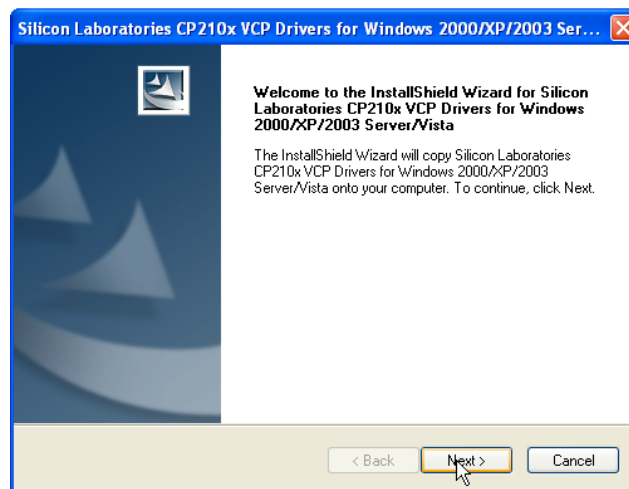 Silicon Laboratories CP210x VCP Drivers for Windows 2000/XP/2003 Ser...
Welcome to the InstallShield Wizard for Silicon
Laboratories CP210x VCP Drivers for Windows
2000/XP/2003 Server/Vista
The InstallShield Wizard will copy Silicon Laboratories
CP210x VCP Drivers for Windows 2000/XP/2003
Server/Vista onto your computer. To continue, click Next.
< Back Next > Cancel